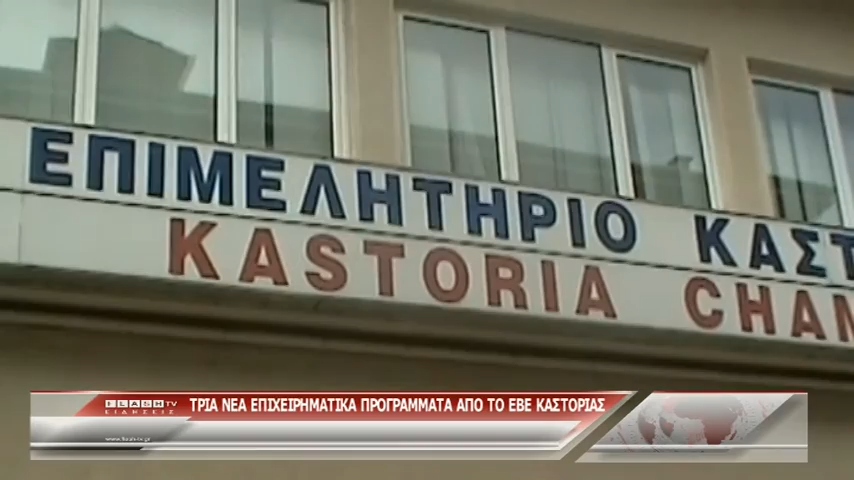 ΕΠΙΜΕΛΗΤΗΡΙΟ ΚΑΣΤ
KASTORIA CHAM
FLASH TV
ΕΙΔΗΣΕΙΣ
ΤΡΙΑ ΝΕΑ ΕΠΙΧΕΙΡΗΜΑΤΙΚΑ ΠΡΟΓΡΑΜΜΑΤΑ ΑΠΟ ΤΟ ΕΒΕ ΚΑΣΤΟΡΙΑΣ